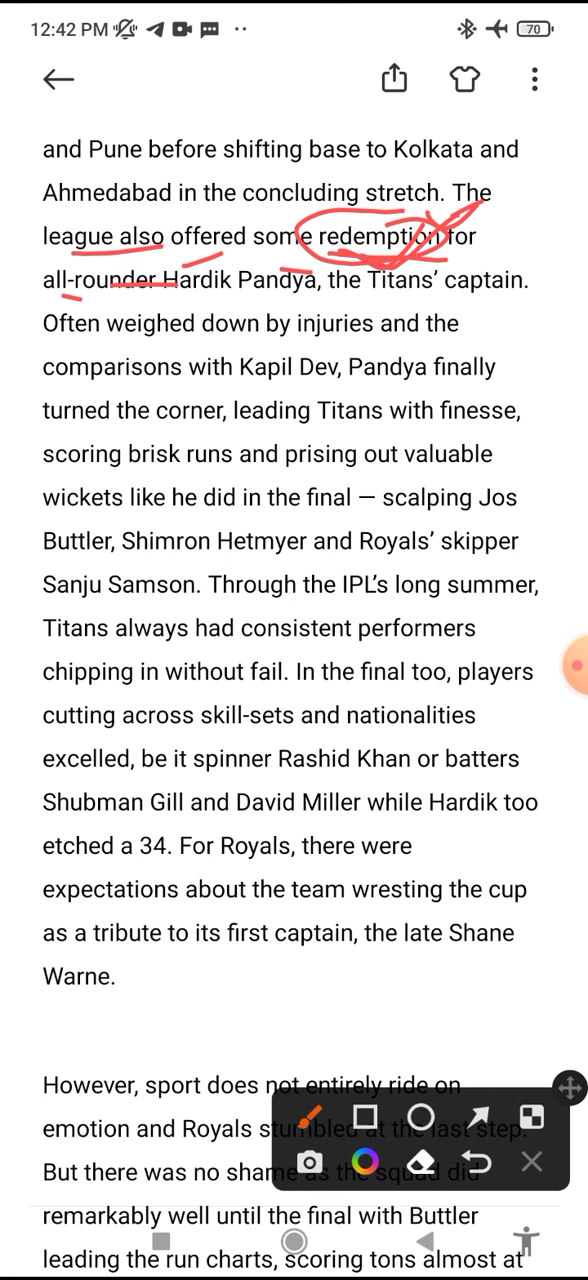 12:42 PM
70
and Pune before shifting base to Kolkata and
Ahmedabad in the concluding stretch. The
league also offered some redemption for
all-rounder Hardik Pandya, the Titans’ captain.
Often weighed down by injuries and the
comparisons with Kapil Dev, Pandya finally
turned the corner, leading Titans with finesse,
scoring brisk runs and prising out valuable
wickets like he did in the final — scalping Jos
Buttler, Shimron Hetmyer and Royals’ skipper
Sanju Samson. Through the IPL’s long summer,
Titans always had consistent performers
chipping in without fail. In the final too, players
cutting across skill-sets and nationalities
excelled, be it spinner Rashid Khan or batters
Shubman Gill and David Miller while Hardik too
etched a 34. For Royals, there were
expectations about the team wresting the cup
as a tribute to its first captain, the late Shane
Warne.
However, sport does not entirely ride on
emotion and Royals stumbled at the last step.
But there was no shame as the squad did
remarkably well until the final with Buttler
leading the run charts, scoring tons almost at